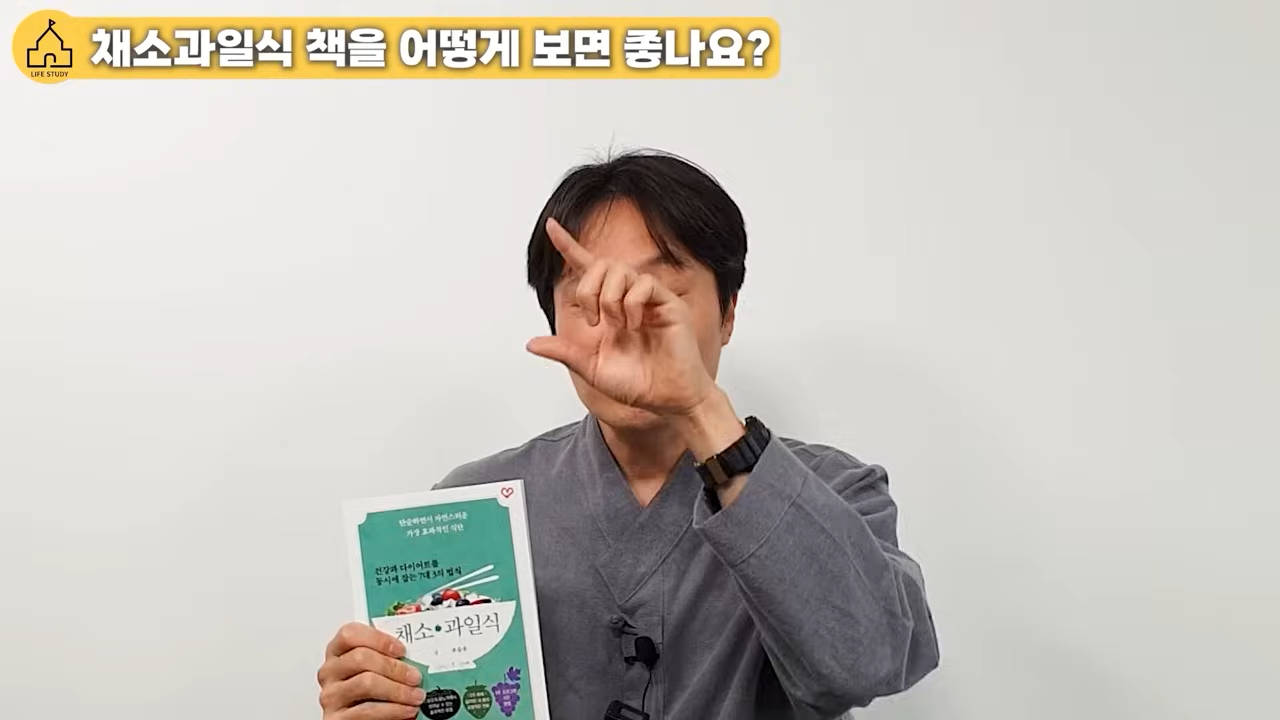 채소과일식 책을 어떻게 보면 좋나요?
LIFE STUDY
단순하면서 자연스러운
가장 효과적인 식단
건강과 다이어트를
동시에 잡는 7대 3의 법칙
채소•과일식